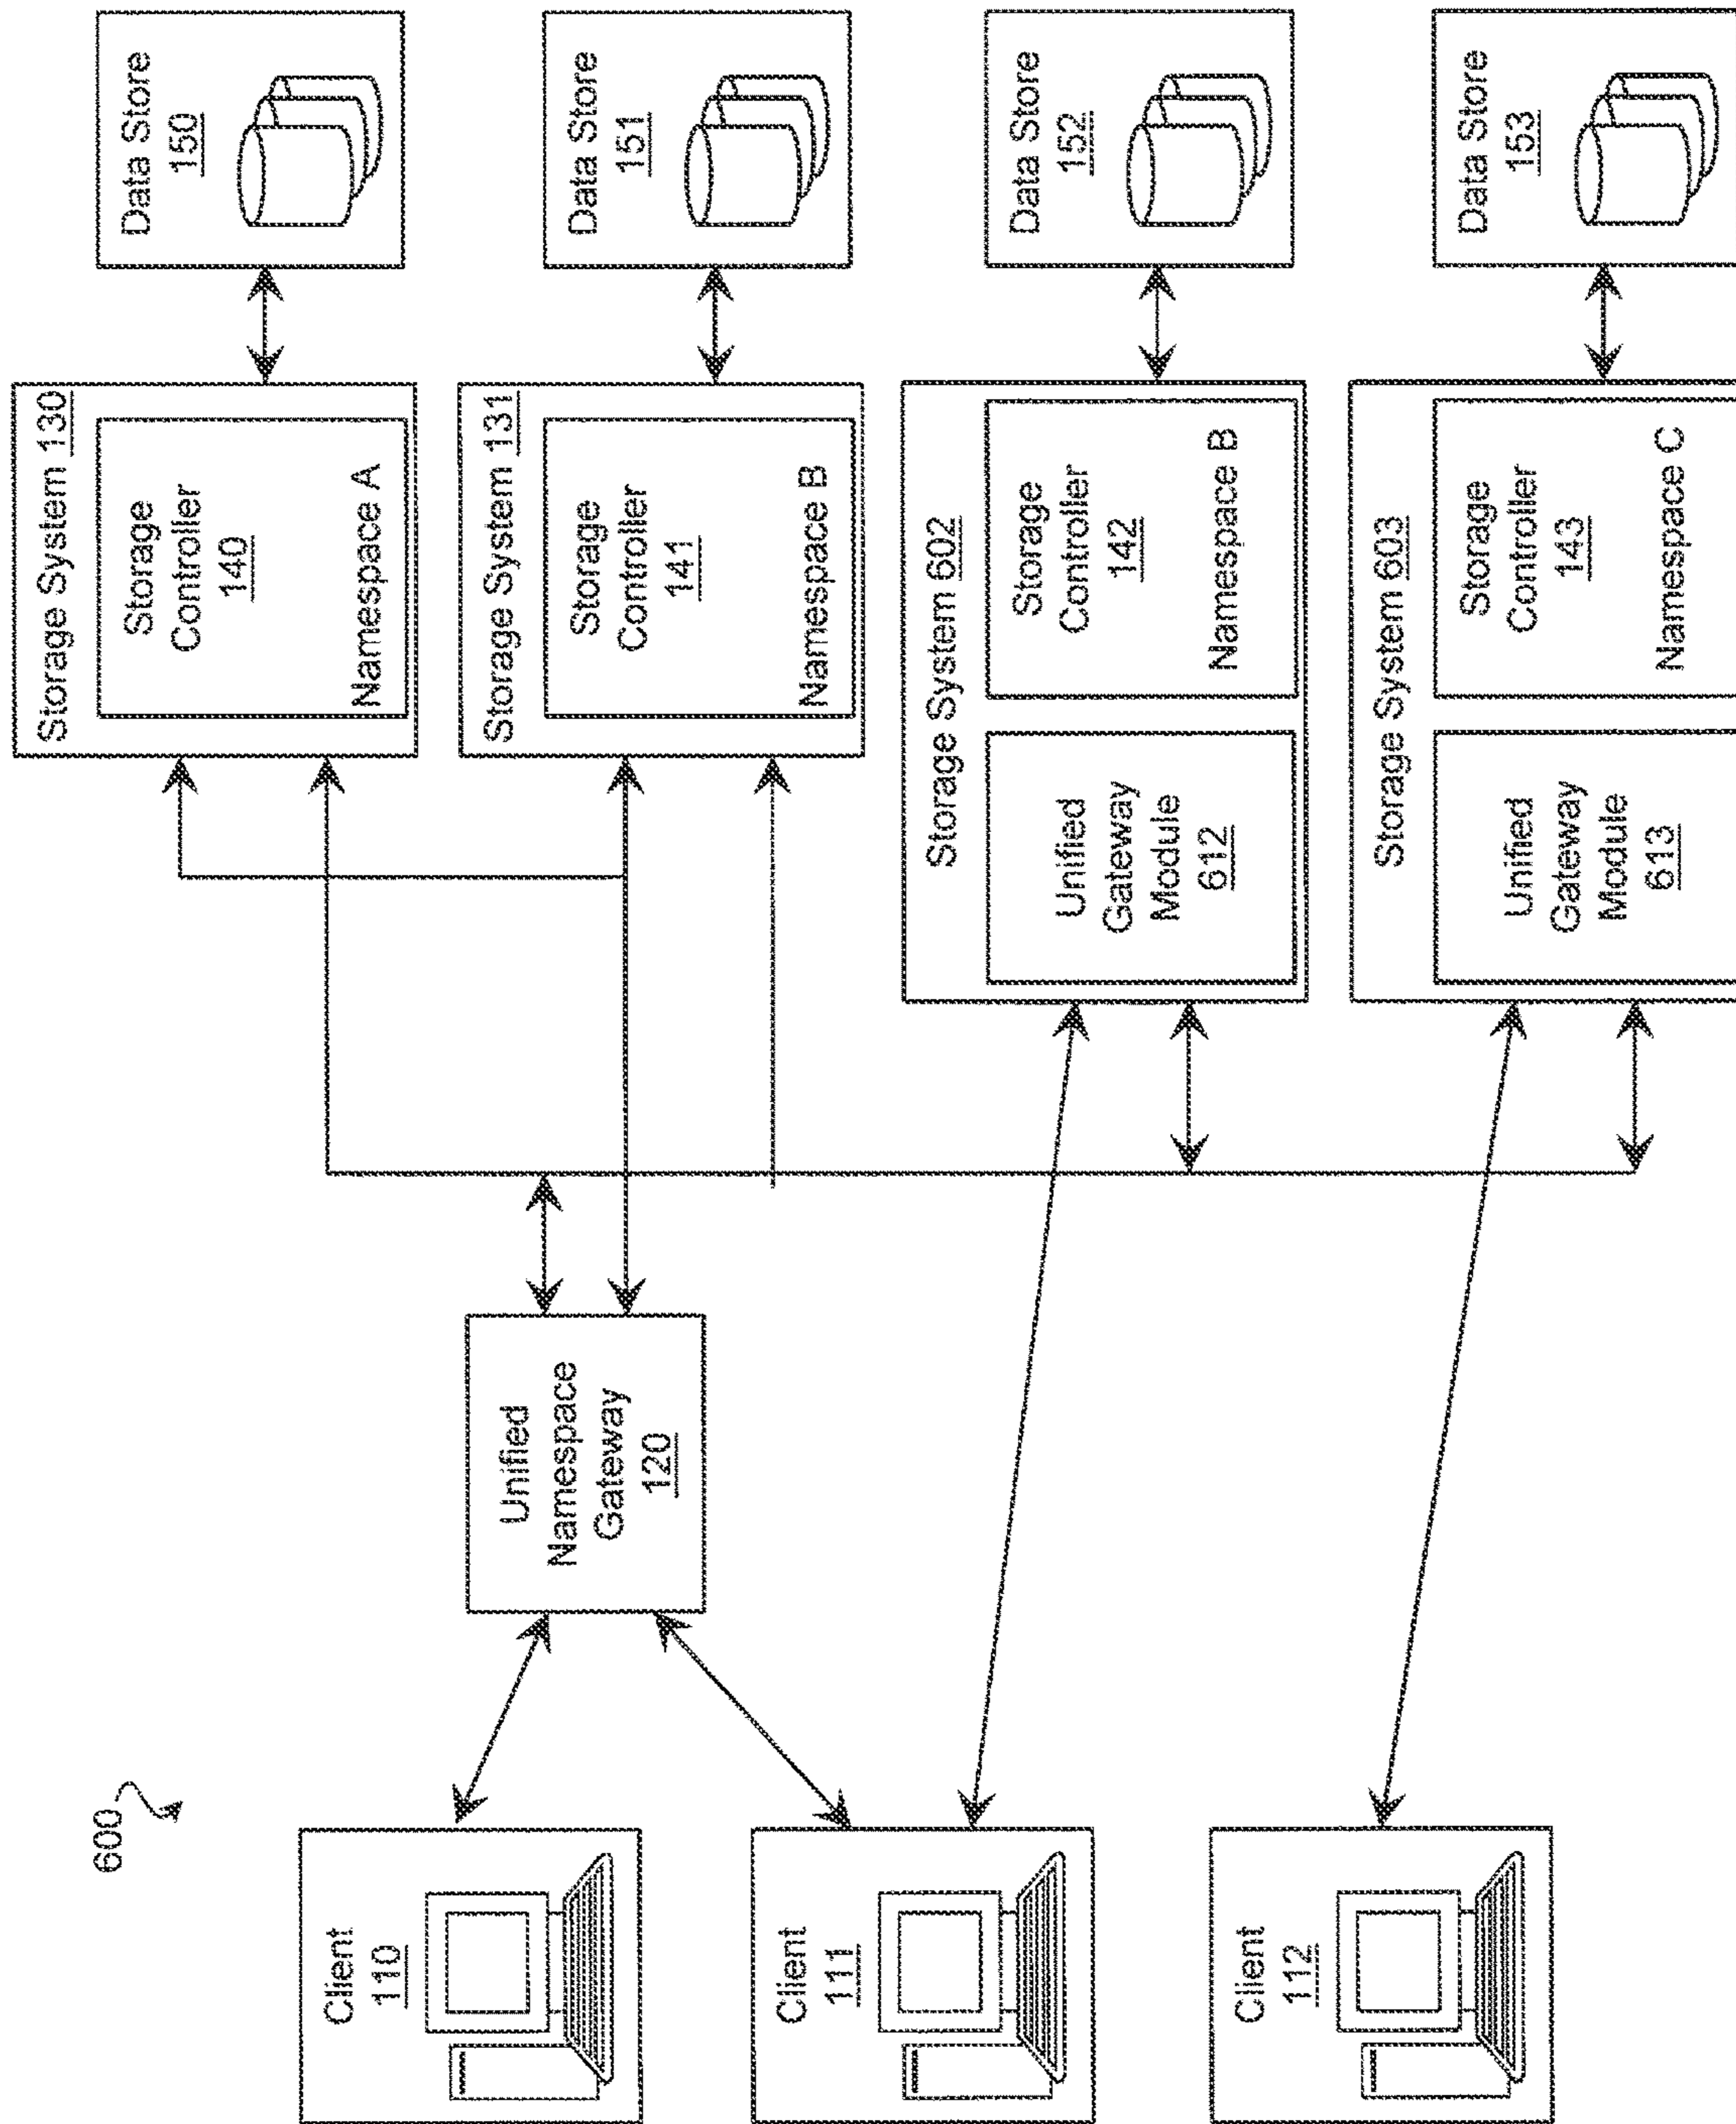 600
Client
110
Client
111
Client
112
Unified
Namespace
Gateway
120
Storage System 130
Storage
Controller
140
Namespace A
Storage System 131
Storage
Controller
141
Namespace B
Storage System 602
Unified
Gateway
Module
612
Storage
Controller
142
Namespace B
Storage System 603
Unified
Gateway
Module
613
Storage
Controller
143
Namespace C
Data Store
150
Data Store
151
Data Store
152
Data Store
153